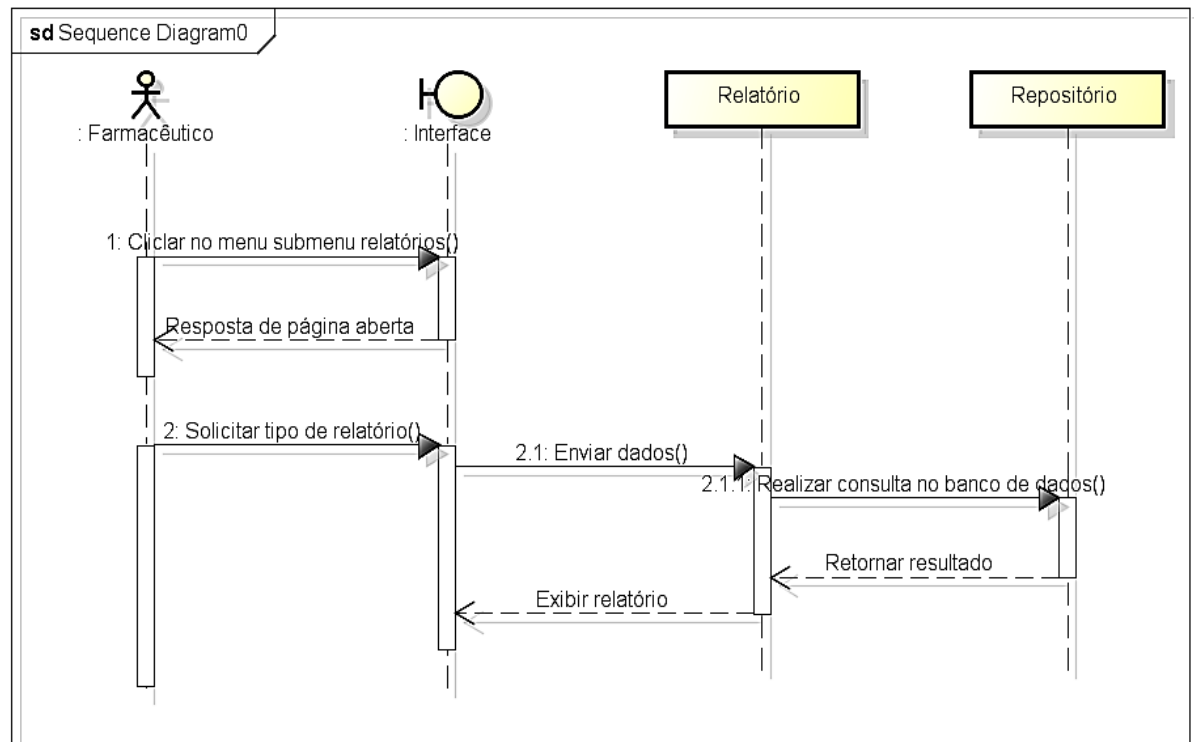 sd Sequence Diagram0
: Farmacêutico
: Interface
Relatório
Repositório
1: Cliclar no menu submenu relatórios()
Resposta de página aberta
2: Solicitar tipo de relatório()
2.1: Enviar dados()
2.1.1: Realizar consulta no banco de dados()
Retornar resultado
Exibir relatório